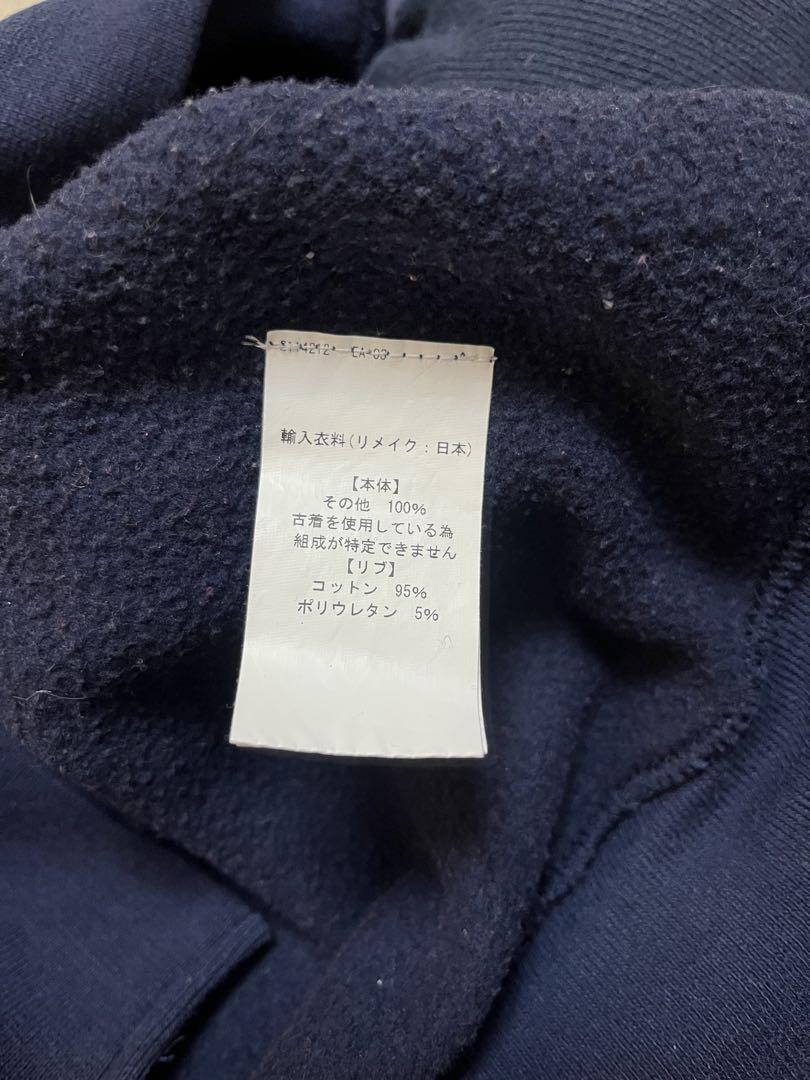 輸入衣料(リメイク:日本)
【本体】
その他 100%
古着を使用している為
組成が特定できません
【リブ】
コットン 95%
ポリウレタン 5%